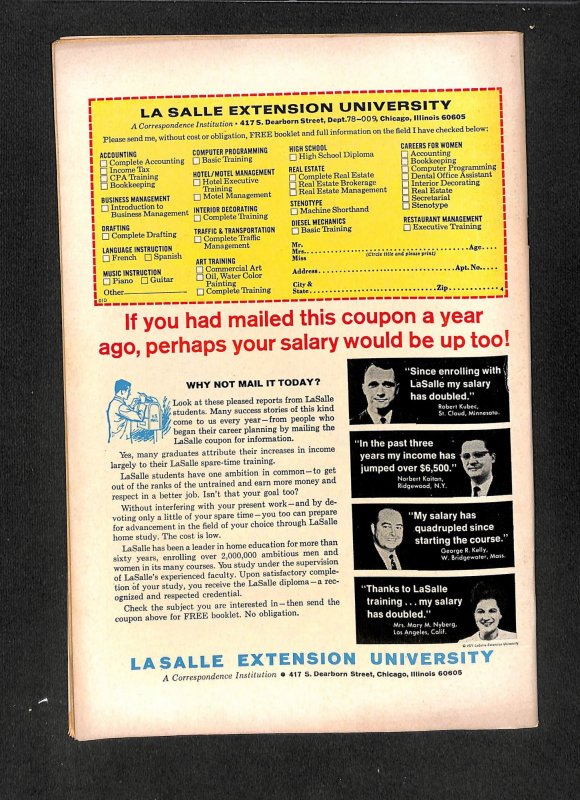 LA SALLE EXTENSION UNIVERSITY
A Correspondence Institution • 417 S. Dearborn Street, Dept.78-009, Chicago, Illinois 60605
Please send me, without cost or obligation, FREE booklet and full information on the field I have checked below:
ACCOUNTING
Complete Accounting
Income Tax
CPA Training
Bookkeeping
BUSINESS MANAGEMENT
Introduction to
Business Management
DRAFTING
Complete Drafting
LANGUAGE INSTRUCTION
French Spanish
MUSIC INSTRUCTION
Piano Guitar
Other
COMPUTER PROGRAMMING
Basic Training
HOTEL/MOTEL MANAGEMENT
Hotel Executive
Training
Motel Management
INTERIOR DECORATING
Complete Training
TRAFFIC & TRANSPORTATION
Complete Traffic
Management
ART TRAINING
Commercial Art
Oil, Water Color
Painting
Complete Training
HIGH SCHOOL
High School Diploma
REAL ESTATE
Complete Real Estate
Real Estate Brokerage
Real Estate Management
STENOTYPE
Machine Shorthand
DIESEL MECHANICS
Basic Training
CAREERS FOR WOMEN
Accounting
Bookkeeping
Computer Programming
Dental Office Assistant
Interior Decorating
Real Estate
Secretarial
Stenotype
RESTAURANT MANAGEMENT
Executive Training
Mr.
Mrs. Age
Miss (Circle title and please print)
Address Apt. No.
City &
State Zip 4
If you had mailed this coupon a year
ago, perhaps your salary would be up too!
WHY NOT MAIL IT TODAY?
Look at these pleased reports from LaSalle
students. Many success stories of this kind
come to us every year—from people who
began their career planning by mailing the
LaSalle coupon for information.
Yes, many graduates attribute their increases in income
largely to their LaSalle spare-time training.
LaSalle students have one ambition in common—to get
out of the ranks of the untrained and earn more money and
respect in a better job. Isn't that your goal too?
Without interfering with your present work—and by de-
voting only a little of your spare time—you too can prepare
for advancement in the field of your choice through LaSalle
home study. The cost is low.
LaSalle has been a leader in home education for more than
sixty years, enrolling over 2,000,000 ambitious men and
women in its many courses. You study under the supervision
of LaSalle's experienced faculty. Upon satisfactory comple-
tion of your study, you receive the LaSalle diploma—a rec-
ognized and respected credential.
Check the subject you are interested in—then send the
coupon above for FREE booklet. No obligation.
"Since enrolling with
LaSalle my salary
has doubled."
Robert Kubec,
St. Cloud, Minnesota.
"In the past three
years my income has
jumped over $6,500."
Norbert Kaitan,
Ridgewood, N.Y.
"My salary has
quadrupled since
starting the course."
George R. Kelly,
W. Bridgewater, Mass.
"Thanks to LaSalle
training...my salary
has doubled."
Mrs. Mary M. Nyberg,
Los Angeles, Calif.
© 1971 LaSalle Extension University
LASALLE EXTENSION UNIVERSITY
A Correspondence Institution • 417 S. Dearborn Street, Chicago, Illinois 60605